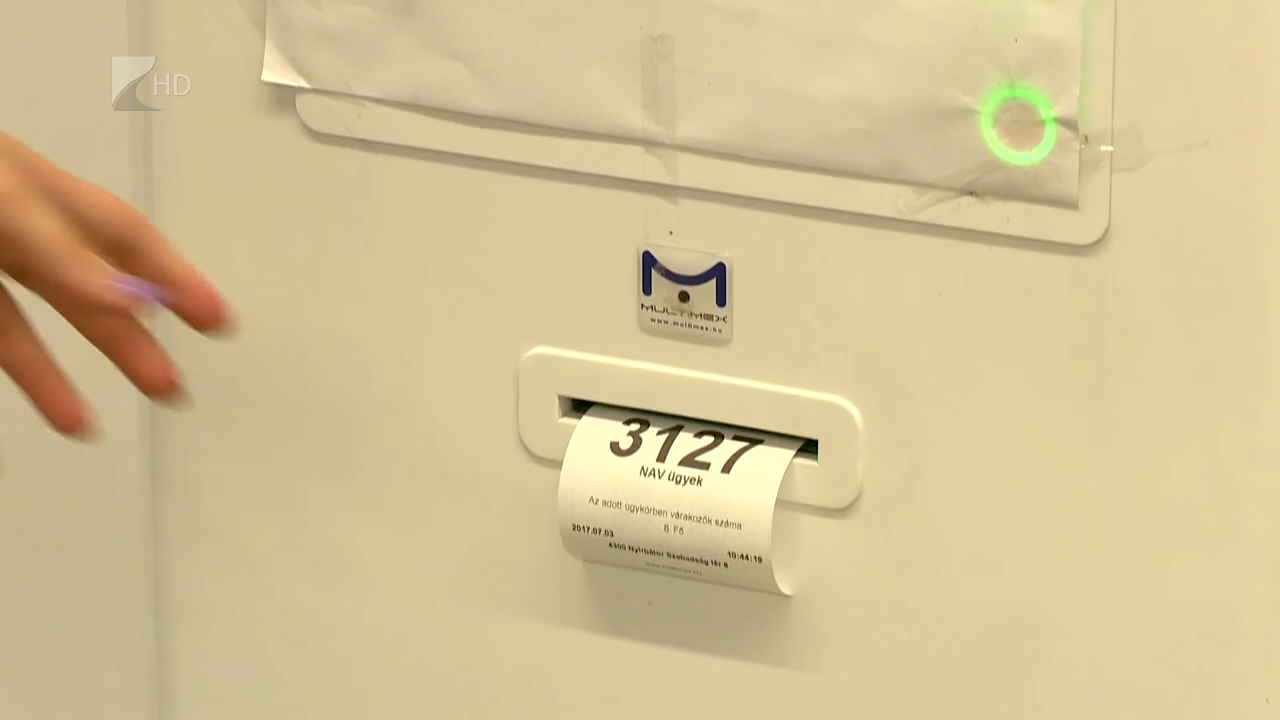 HD
MULTIMEX
www.multimex.hu
3127
NAV ügyek
Az adott ügykörben várakozók száma:
8 Fő
2017.07.03
10:44:19
4300 Nyírbátor Szabadság tér 8